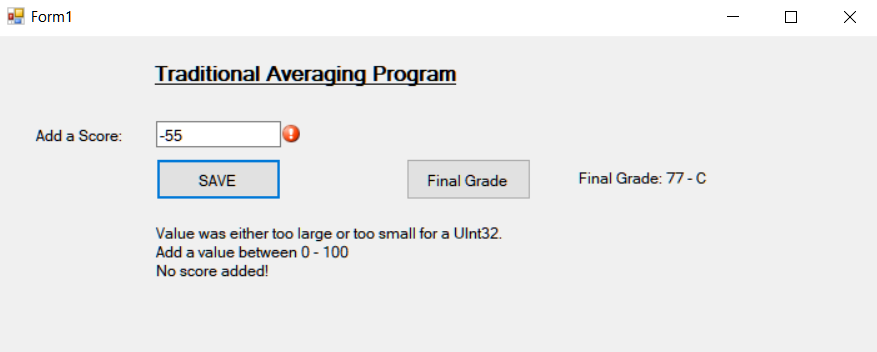 Form1
Traditional Averaging Program
Add a Score: -55
SAVE Final Grade Final Grade: 77 - C
Value was either too large or too small for a UInt32.
Add a value between 0 - 100
No score added!